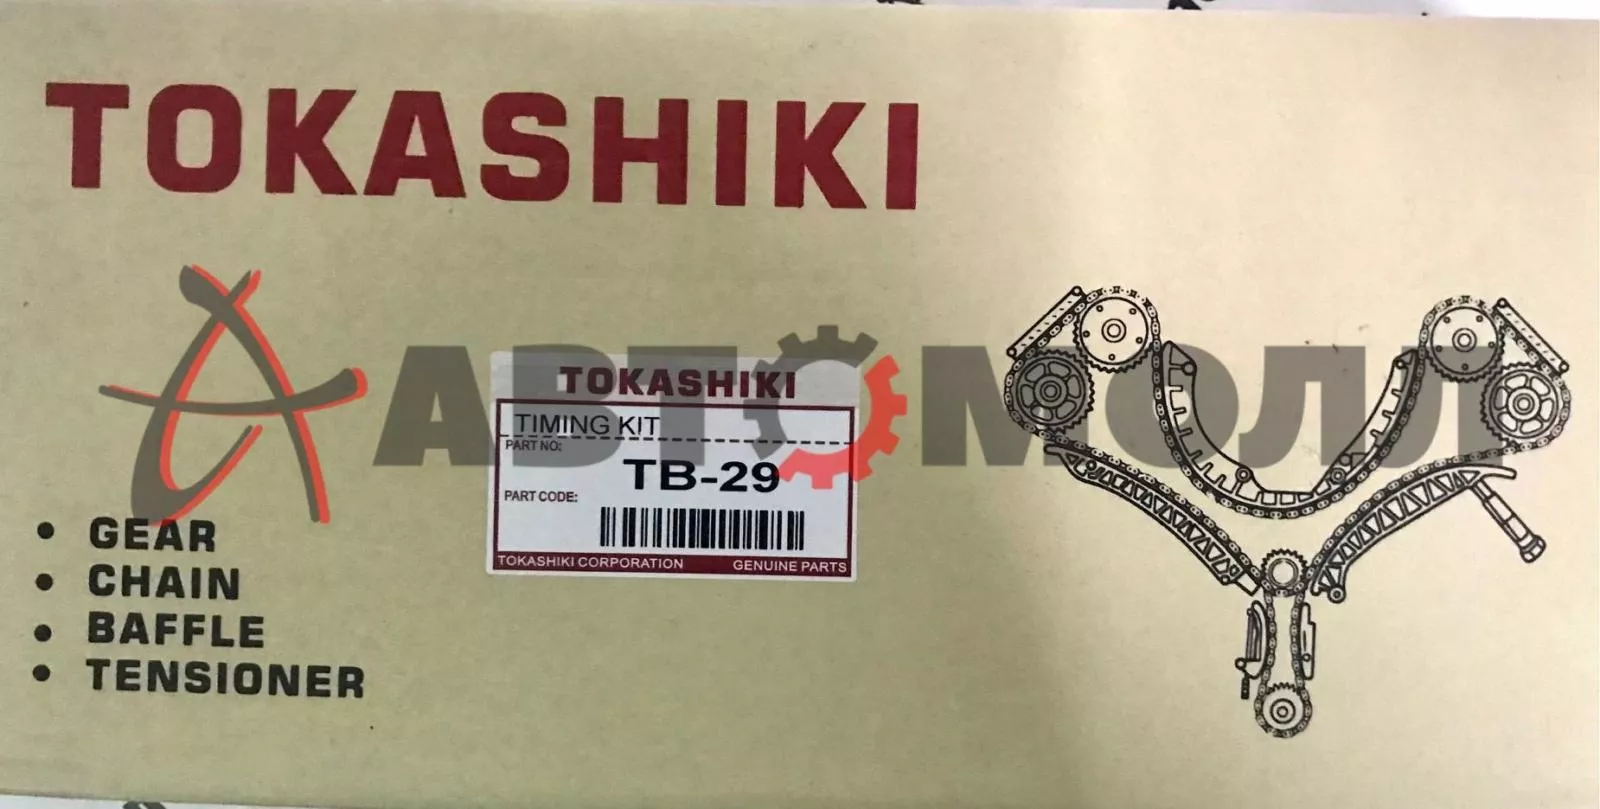 TOKASHIKI
АВТОМОЛЛ
TOKASHIKI
TIMING KIT
PART NO:
TB-29
PART CODE:
TOKASHIKI CORPORATION GENUINE PARTS
• GEAR
• CHAIN
• BAFFLE
• TENSIONER